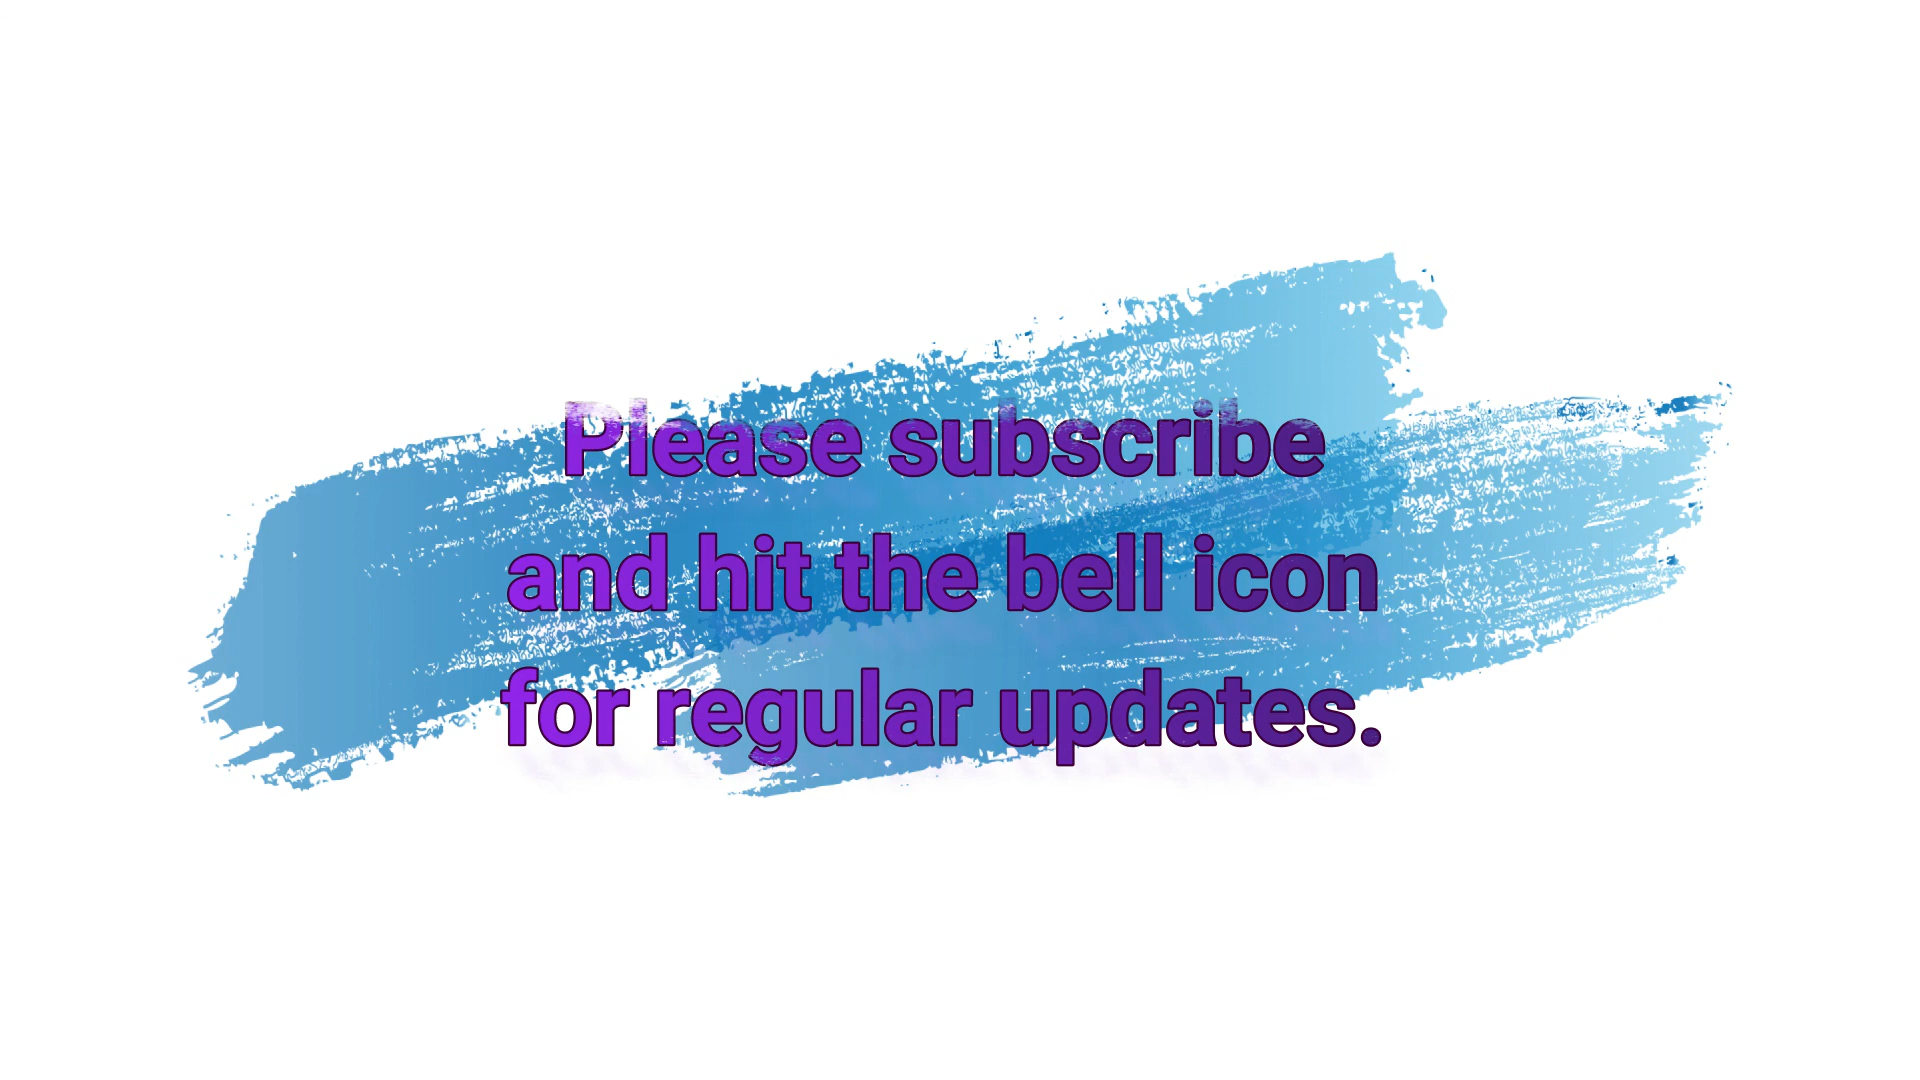 Please subscribe
and hit the bell icon
for regular updates.